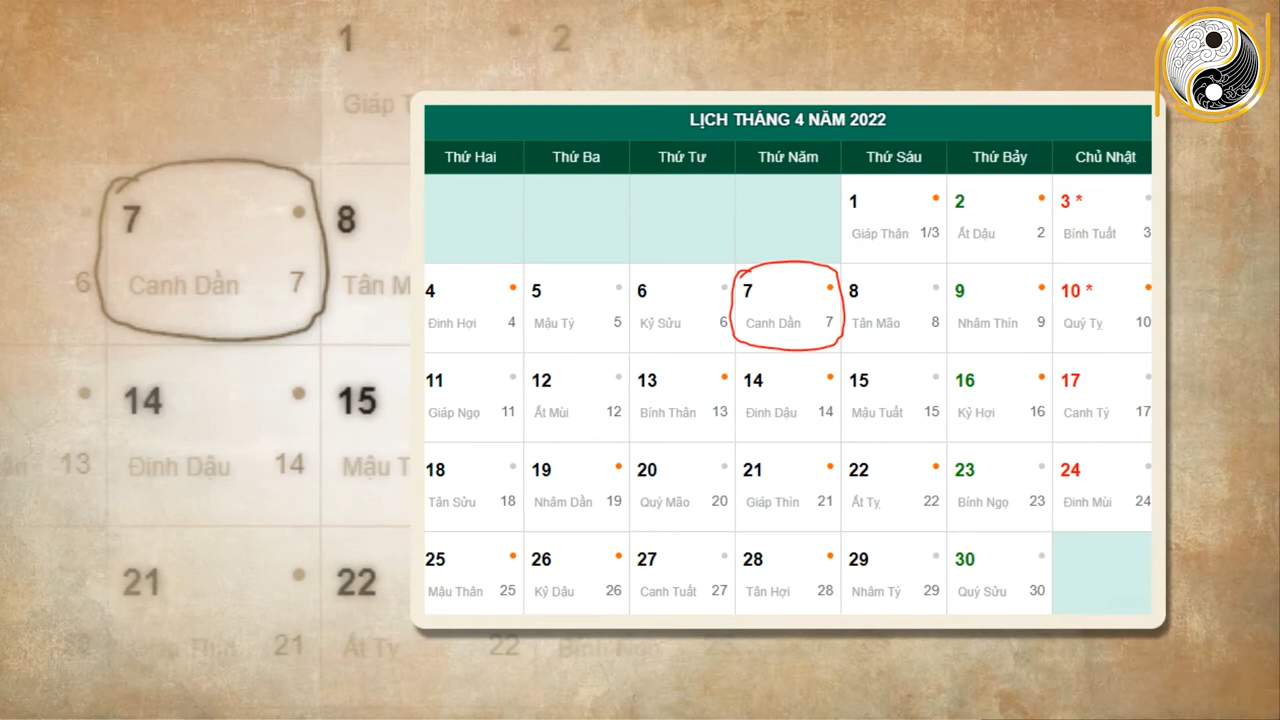 1 2
Giáp T
LỊCH THÁNG 4 NĂM 2022
Thứ Hai Thứ Ba Thứ Tư Thứ Năm Thứ Sáu Thứ Bảy Chủ Nhật
1 2 3 *
Giáp Thân 1/3 Ất Dậu 2 Bính Tuất 3
7 8
6 Canh Dần 7 Tân M
4 5 6 7 8 9 10 *
Đinh Hợi 4 Mậu Tý 5 Kỷ Sửu 6 Canh Dần 7 Tân Mão 8 Nhâm Thìn 9 Quý Tỵ 10
11 12 13 14 15 16 17
Giáp Ngọ 11 Ất Mùi 12 Bính Thân 13 Đinh Dậu 14 Mậu Tuất 15 Kỷ Hợi 16 Canh Tý 17
14 15
13 Đinh Dậu 14 Mậu T
18 19 20 21 22 23 24
Tân Sửu 18 Nhâm Dần 19 Quý Mão 20 Giáp Thìn 21 Ất Tỵ 22 Bính Ngọ 23 Đinh Mùi 24
25 26 27 28 29 30
Mậu Thân 25 Kỷ Dậu 26 Canh Tuất 27 Tân Hợi 28 Nhâm Tý 29 Quý Sửu 30
21 22
21 Ất Tỵ 22